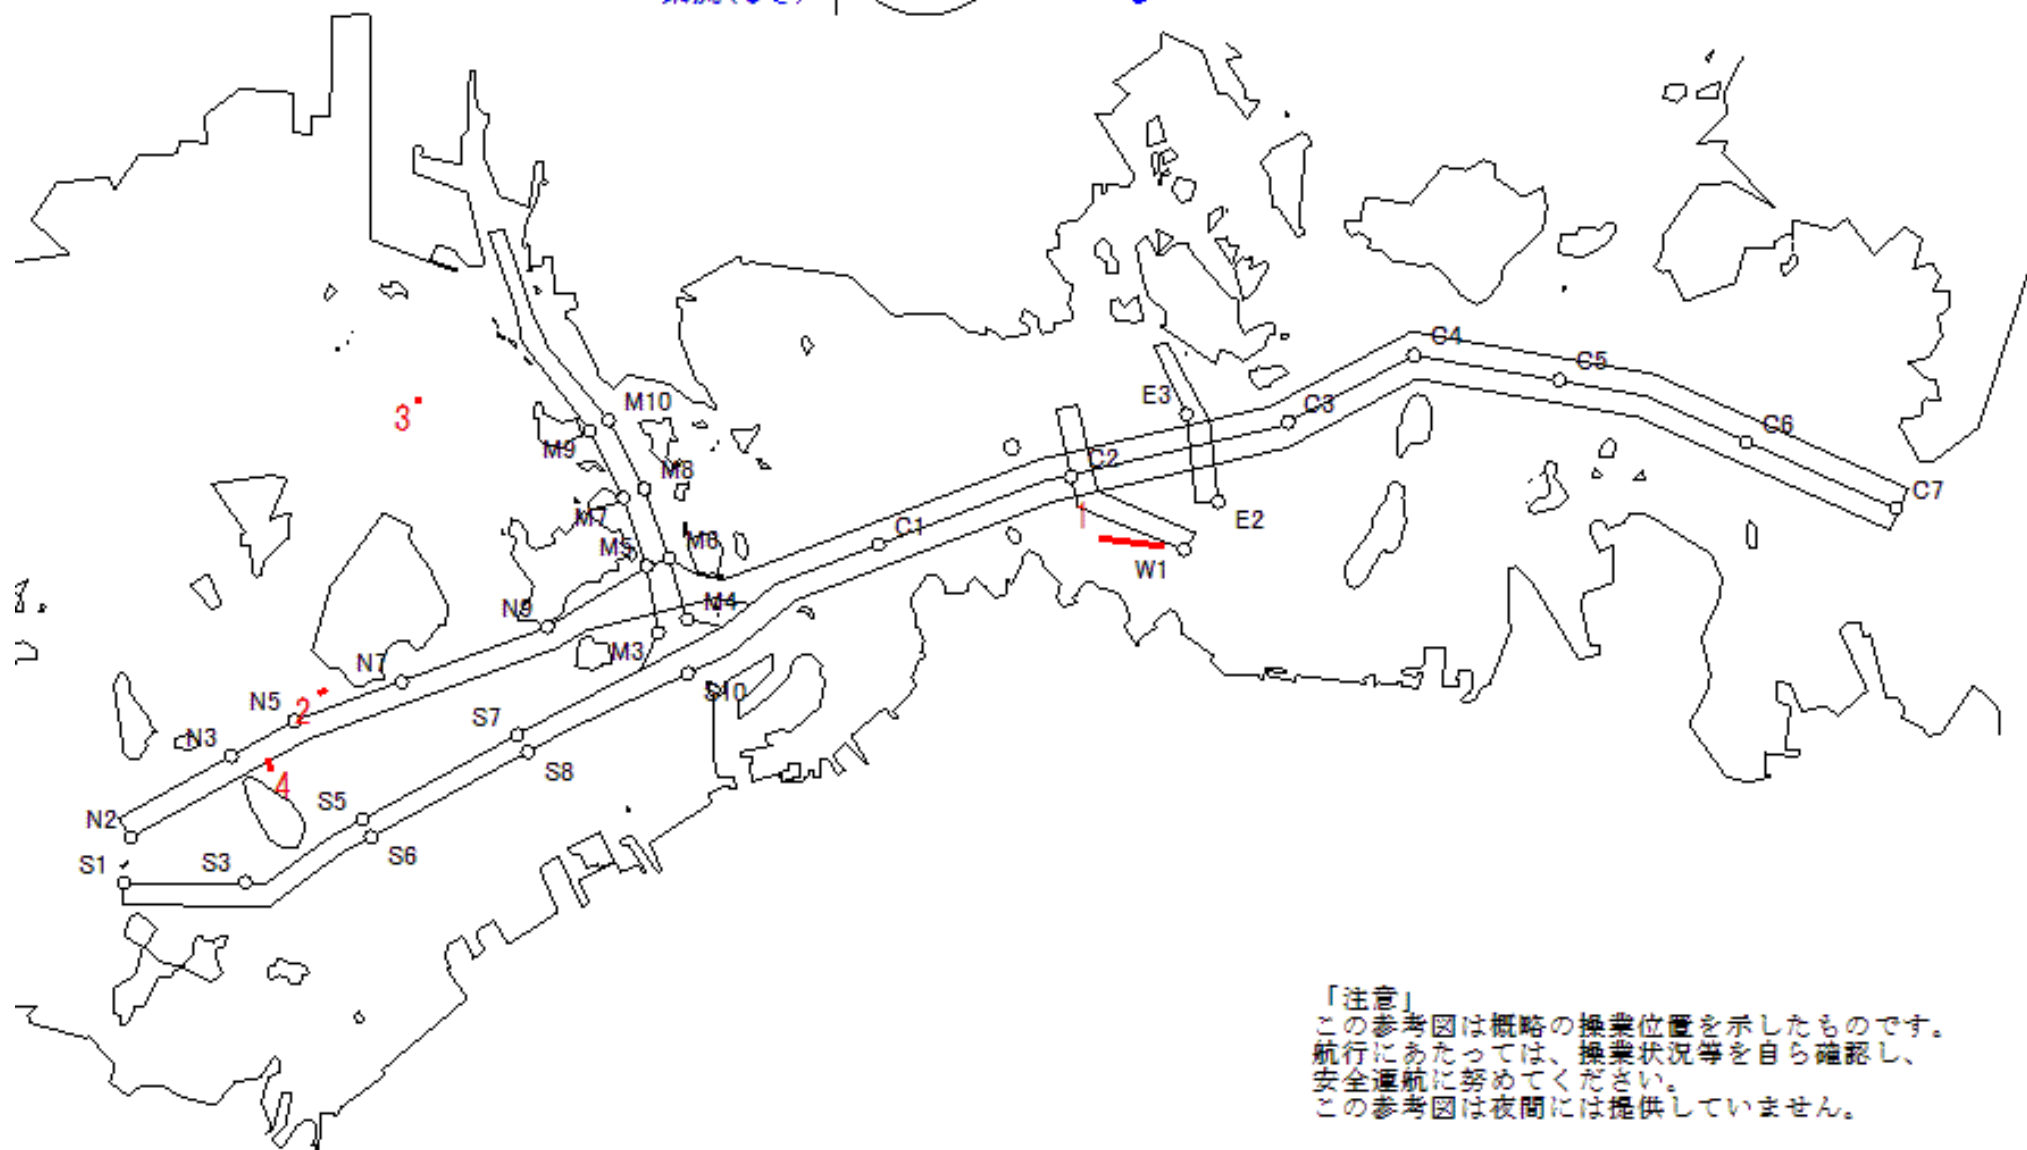 C4
C5
3
M10
E3
C3
C6
M9
C2
M8
C7
M7
1
E2
C1
M5
M6
W1
N9
M4
M3
N7
S10
N5
2
S7
N3
S8
4
S5
N2
S6
S1
S3
「注意」
この参考図は概略の操業位置を示したものです。
航行にあたっては、操業状況等を自ら確認し、
安全運航に努めてください。
この参考図は夜間には提供していません。